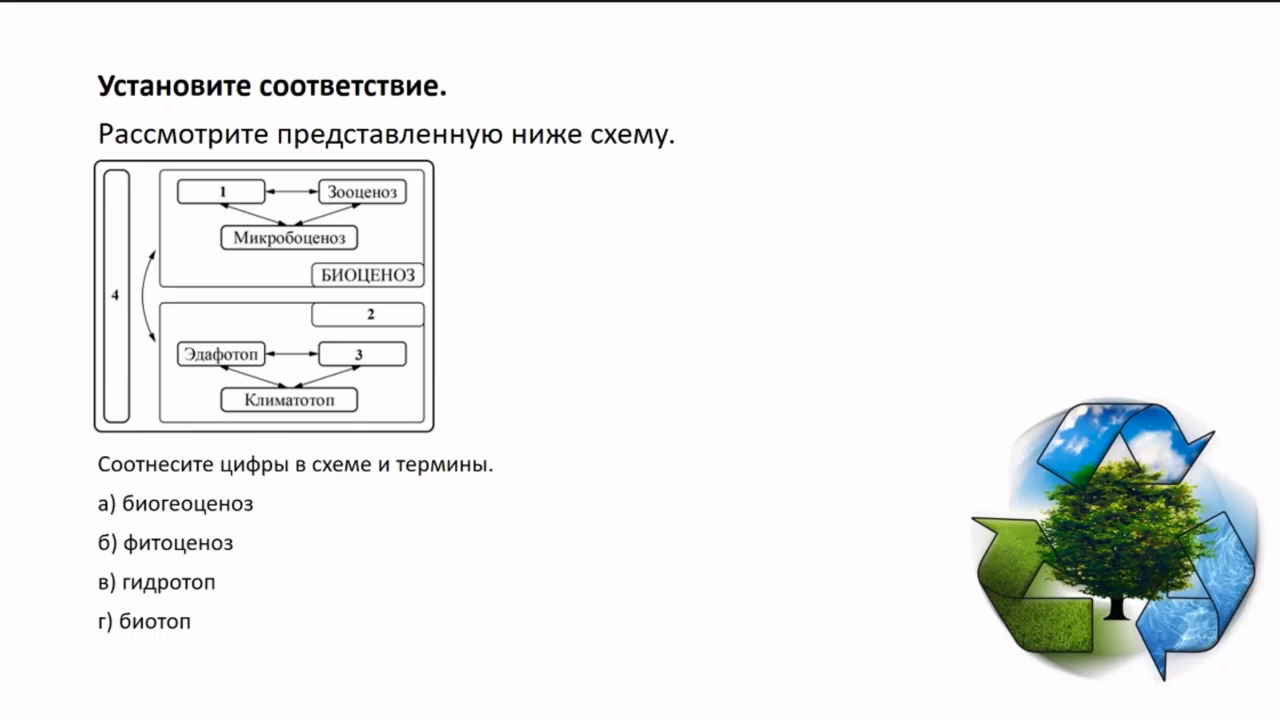 Установите соответствие.
Рассмотрите представленную ниже схему.
1
Зооценоз
Микробоценоз
БИОЦЕНОЗ
4
2
Эдафотоп
3
Климатотоп
Соотнесите цифры в схеме и термины.
а) биогеоценоз
б) фитоценоз
в) гидротоп
г) биотоп